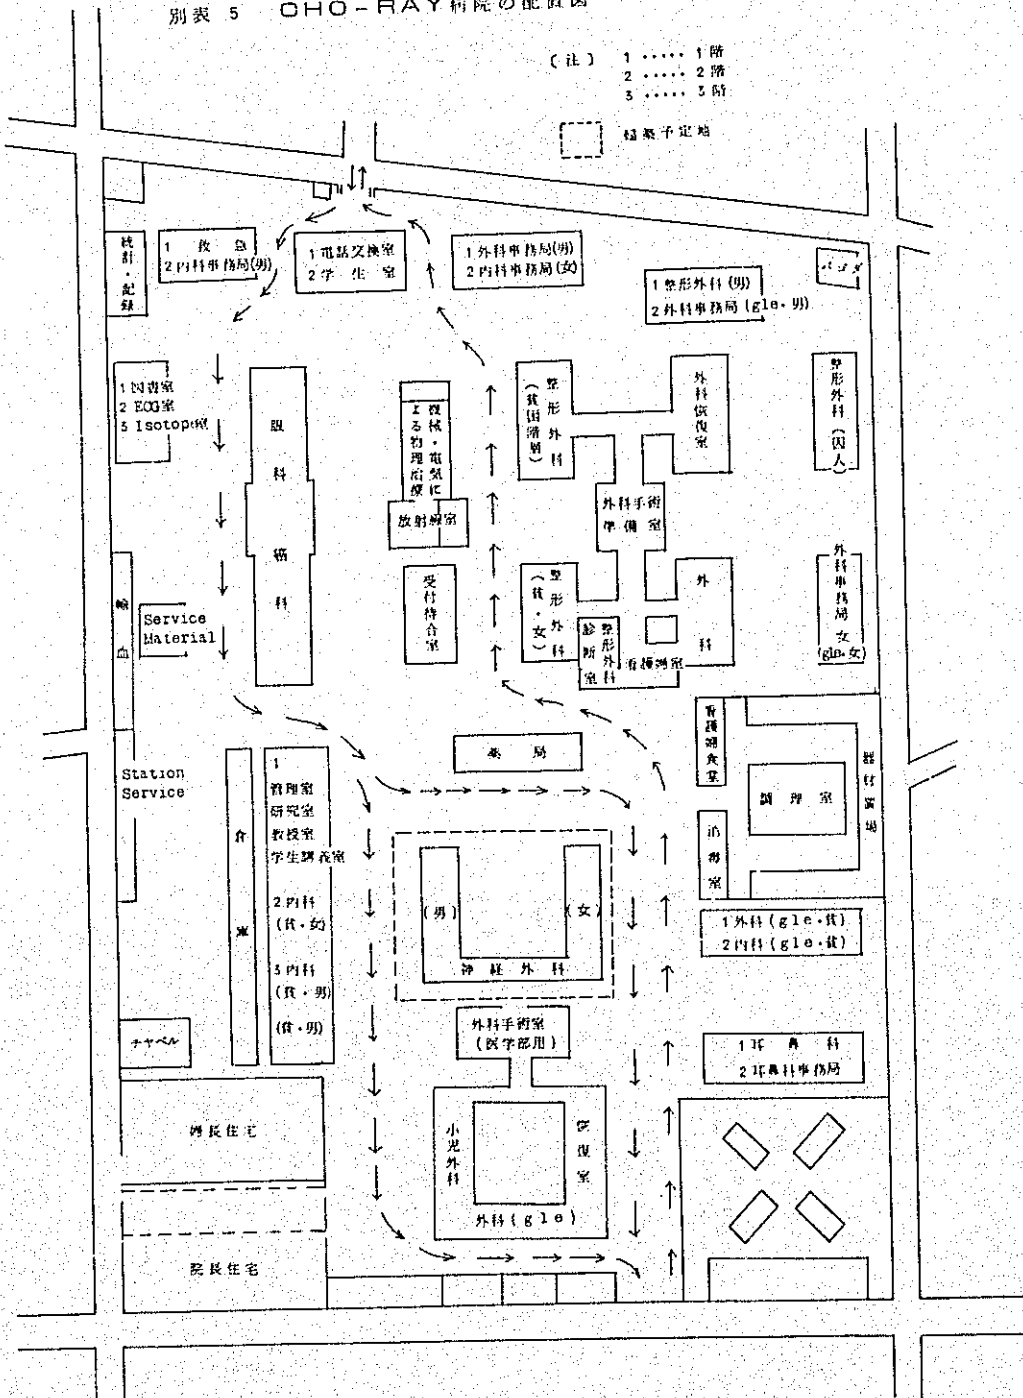 別表 5 CHO-RAY病院の配置図
(注) 1 ..... 1階
2 ..... 2階
3 ..... 3階
建築予定地
統計・記録
1 救急
2内科事務局(男)
1電話交換室
2学生室
1外科事務局(男)
2内科事務局(女)
1整形外科(男)
2外科事務局(gle・男)
パゴダ
1図書室
2 ECG室
3 Isotope室
眼科
癌科
機械・電気に
よる物理治療
放射線室
受付待合室
整形外科
(貧困階層)
外科恢復室
整形外科(囚人)
外科手術
準備室
整形外科
(貧・女)
外科
整形外科
診断室
看護婦室
外科事務局 女
(gle・女)
輸血
Service
Material
Station
Service
薬局
看護婦食堂
調理室
器材置場
消毒室
倉庫
1
管理室
研究室
教授室
学生講義室
2内科
(貧・女)
3内科
(貧・男)
(貧・男)
(男)
(女)
神経外科
1外科(gle・貧)
2内科(gle・貧)
外科手術室
(医学部用)
1耳鼻科
2耳鼻科事務局
チャペル
小児外科
恢復室
外科(gle)
院長住宅